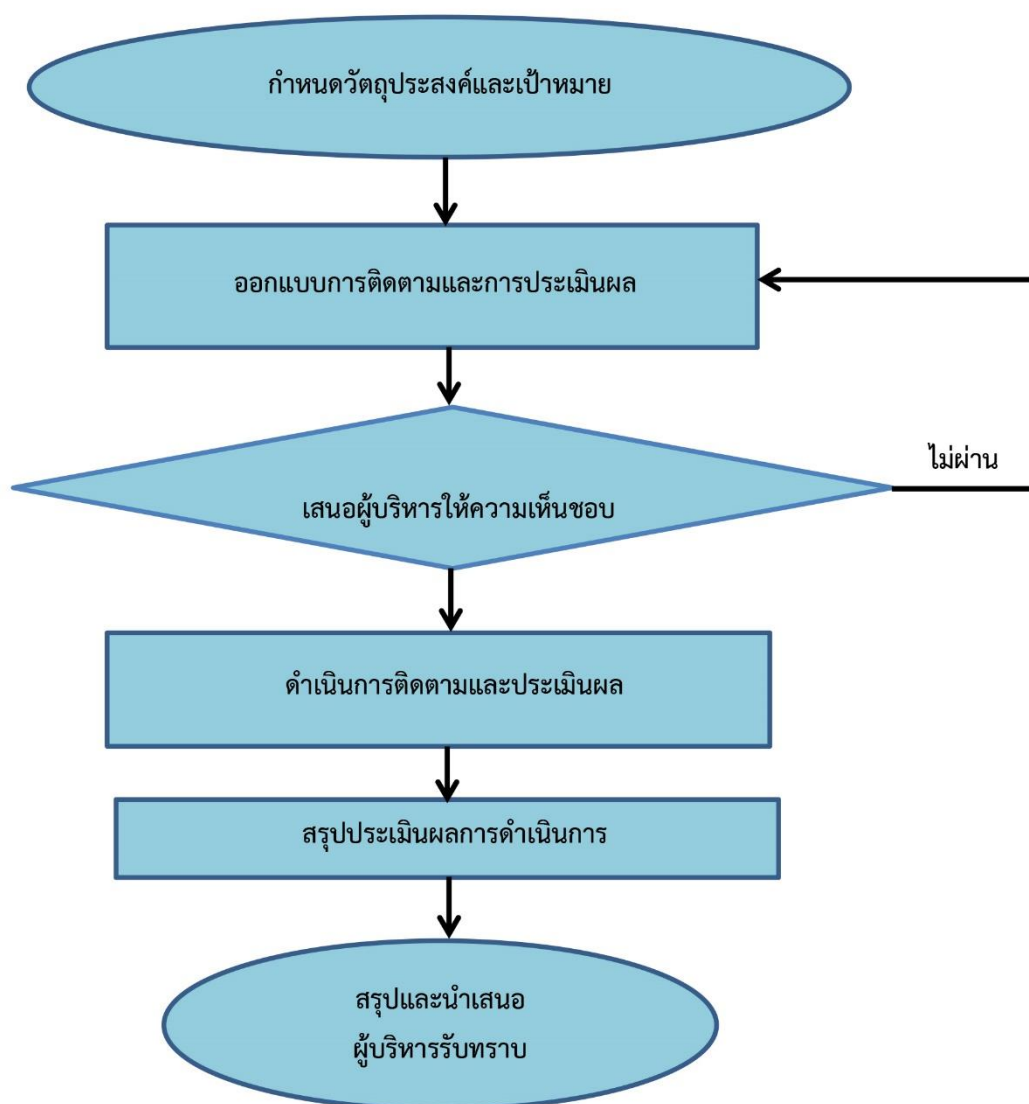 กำหนดวัตถุประสงค์และเป้าหมาย
ออกแบบการติดตามและการประเมินผล
ไม่ผ่าน
เสนอผู้บริหารให้ความเห็นชอบ
ดำเนินการติดตามและประเมินผล
สรุปประเมินผลการดำเนินการ
สรุปและนำเสนอ
ผู้บริหารรับทราบ